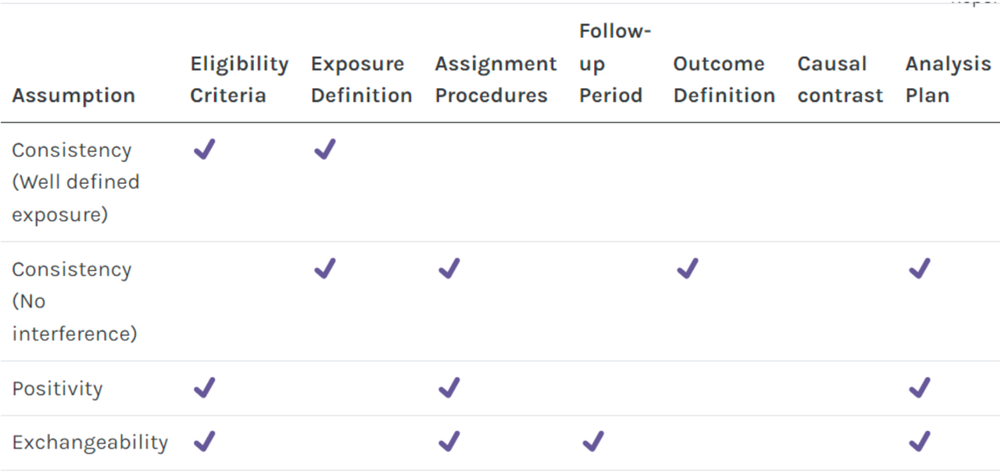 Assumption Eligibility Criteria Exposure Definition Assignment Procedures Follow-up Period Outcome Definition Causal contrast Analysis Plan
Consistency (Well defined exposure) ✔ ✔
Consistency (No interference) ✔ ✔ ✔ ✔
Positivity ✔ ✔ ✔
Exchangeability ✔ ✔ ✔ ✔